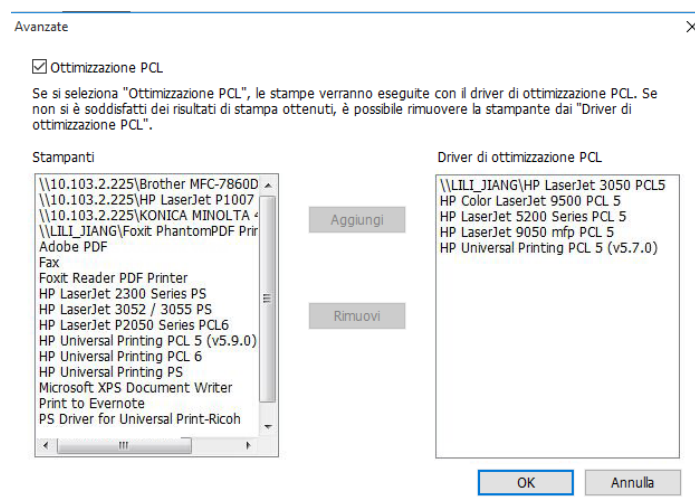 Avanzate
Ottimizzazione PCL
Se si seleziona "Ottimizzazione PCL", le stampe verranno eseguite con il driver di ottimizzazione PCL. Se
non si è soddisfatti dei risultati di stampa ottenuti, è possibile rimuovere la stampante dai "Driver di
ottimizzazione PCL".
Stampanti
\\10.103.2.225\Brother MFC-7860D
\\10.103.2.225\HP LaserJet P1007
\\10.103.2.225\KONICA MINOLTA
\\LILI_JIANG\Foxit PhantomPDF Prir
Adobe PDF
Fax
Foxit Reader PDF Printer
HP LaserJet 2300 Series PS
HP LaserJet 3052 / 3055 PS
HP LaserJet P2050 Series PCL6
HP Universal Printing PCL 5 (v5.9.0)
HP Universal Printing PCL 6
HP Universal Printing PS
Microsoft XPS Document Writer
Print to Evernote
PS Driver for Universal Print-Ricoh
Aggiungi
Rimuovi
Driver di ottimizzazione PCL
\\LILI_JIANG\HP LaserJet 3050 PCL5
HP Color LaserJet 9500 PCL 5
HP LaserJet 5200 Series PCL 5
HP LaserJet 9050 mfp PCL 5
HP Universal Printing PCL 5 (v5.7.0)
OK
Annulla